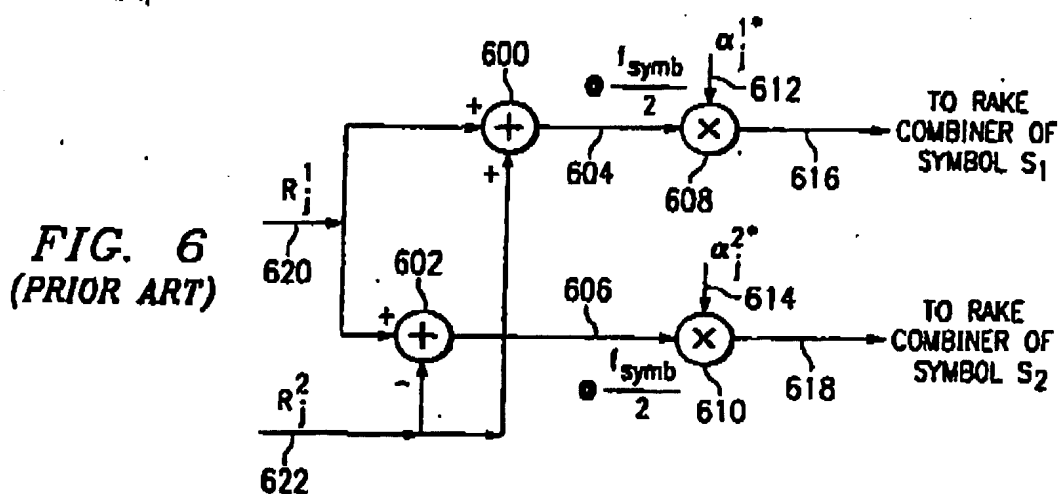 FIG. 6
(PRIOR ART)
R_j^1
620
R_j^2
622
600
+
+
+
604
@ f_symb/2
α_j^1*
612
×
608
616
TO RAKE
COMBINER OF
SYMBOL S_1
602
+
+
-
606
@ f_symb/2
α_j^2*
614
×
610
618
TO RAKE
COMBINER OF
SYMBOL S_2